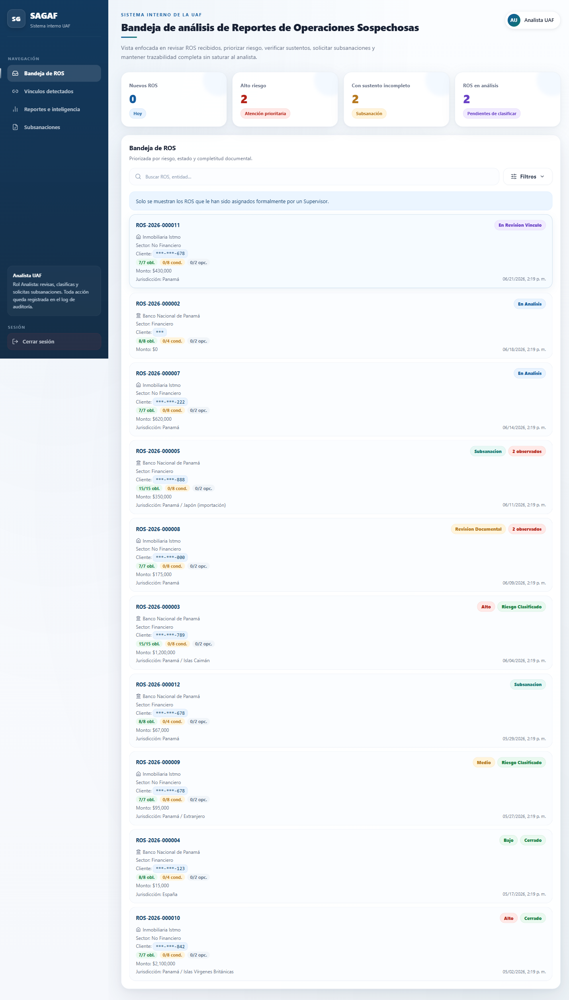 SG
SAGAF
Sistema interno UAF
NAVEGACIÓN
Bandeja de ROS
Vínculos detectados
Reportes e inteligencia
Subsanaciones
Analista UAF
Rol Analista: revisas, clasificas y
solicitas subsanaciones. Toda acción
queda registrada en el log de
auditoría.
SESIÓN
Cerrar sesión
SISTEMA INTERNO DE LA UAF
Bandeja de análisis de Reportes de Operaciones Sospechosas
Vista enfocada en revisar ROS recibidos, priorizar riesgo, verificar sustentos, solicitar subsanaciones y
mantener trazabilidad completa sin saturar al analista.
AU Analista UAF
Nuevos ROS
0
Hoy
Alto riesgo
2
Atención prioritaria
Con sustento incompleto
2
Subsanación
ROS en análisis
2
Pendientes de clasificar
Bandeja de ROS
Priorizada por riesgo, estado y completitud documental.
Buscar ROS, entidad...
Filtros
Solo se muestran los ROS que le han sido asignados formalmente por un Supervisor.
ROS-2026-000011 En Revision Vinculo
Inmobiliaria Istmo
Sector: No Financiero
Cliente: ***-***-678
7/7 obl. 0/8 cond. 0/2 opc.
Monto: $430,000
Jurisdicción: Panamá 06/21/2026, 2:19 p. m.
ROS-2026-000002 En Analisis
Banco Nacional de Panamá
Sector: Financiero
Cliente: ***
8/8 obl. 0/4 cond. 0/2 opc.
Monto: $0 06/18/2026, 2:19 p. m.
ROS-2026-000007 En Analisis
Inmobiliaria Istmo
Sector: No Financiero
Cliente: ***-***-222
7/7 obl. 0/8 cond. 0/2 opc.
Monto: $620,000
Jurisdicción: Panamá 06/14/2026, 2:19 p. m.
ROS-2026-000005 Subsanacion 2 observados
Banco Nacional de Panamá
Sector: Financiero
Cliente: ***-***-888
15/15 obl. 0/8 cond. 0/2 opc.
Monto: $350,000
Jurisdicción: Panamá / Japón (importación) 06/11/2026, 2:19 p. m.
ROS-2026-000008 Revision Documental 2 observados
Inmobiliaria Istmo
Sector: No Financiero
Cliente: ***-***-000
7/7 obl. 0/8 cond. 0/2 opc.
Monto: $175,000
Jurisdicción: Panamá 06/09/2026, 2:19 p. m.
ROS-2026-000003 Alto Riesgo Clasificado
Banco Nacional de Panamá
Sector: Financiero
Cliente: ***-***-789
15/15 obl. 0/8 cond. 0/2 opc.
Monto: $1,200,000
Jurisdicción: Panamá / Islas Caimán 06/04/2026, 2:19 p. m.
ROS-2026-000012 Subsanacion
Banco Nacional de Panamá
Sector: Financiero
Cliente: ***-***-678
8/8 obl. 0/4 cond. 0/2 opc.
Monto: $67,000
Jurisdicción: Panamá 05/29/2026, 2:19 p. m.
ROS-2026-000009 Medio Riesgo Clasificado
Inmobiliaria Istmo
Sector: No Financiero
Cliente: ***-***-678
7/7 obl. 0/8 cond. 0/2 opc.
Monto: $95,000
Jurisdicción: Panamá / Extranjero 05/27/2026, 2:19 p. m.
ROS-2026-000004 Bajo Cerrado
Banco Nacional de Panamá
Sector: Financiero
Cliente: ***-***-123
8/8 obl. 0/4 cond. 0/2 opc.
Monto: $15,000
Jurisdicción: España 05/17/2026, 2:19 p. m.
ROS-2026-000010 Alto Cerrado
Inmobiliaria Istmo
Sector: No Financiero
Cliente: ***-***-842
7/7 obl. 0/8 cond. 0/2 opc.
Monto: $2,100,000
Jurisdicción: Panamá / Islas Vírgenes Británicas 05/02/2026, 2:19 p. m.